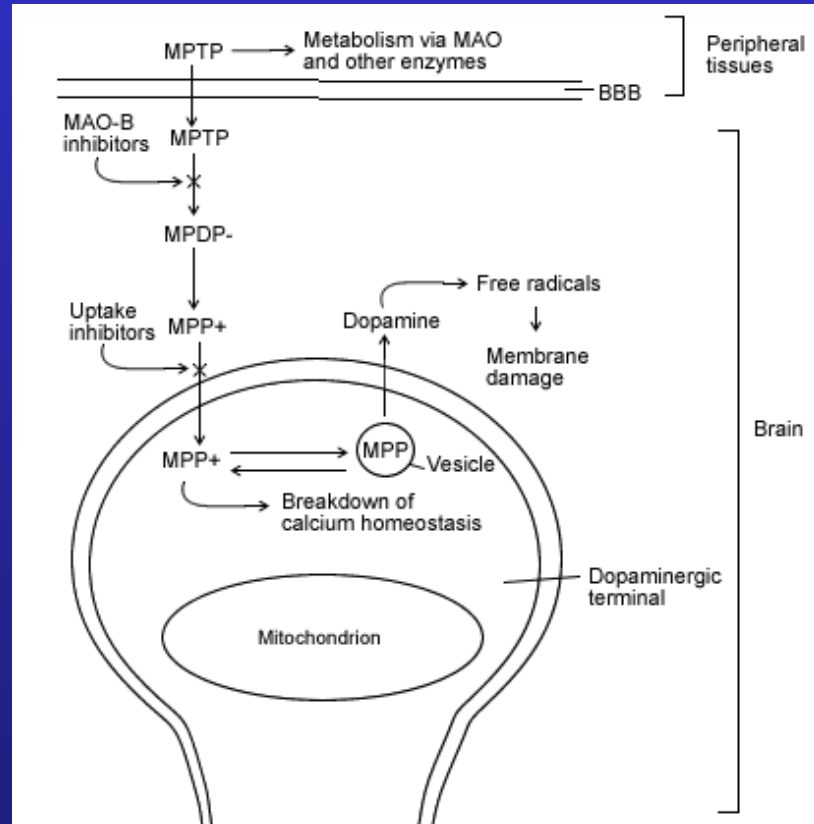 MPTP
Metabolism via MAO
and other enzymes
Peripheral
tissues
BBB
MAO-B
inhibitors
MPTP
MPDP-
Free radicals
Uptake
inhibitors
MPP+
Dopamine
Membrane
damage
Brain
MPP+
MPP
Vesicle
Breakdown of
calcium homeostasis
Dopaminergic
terminal
Mitochondrion